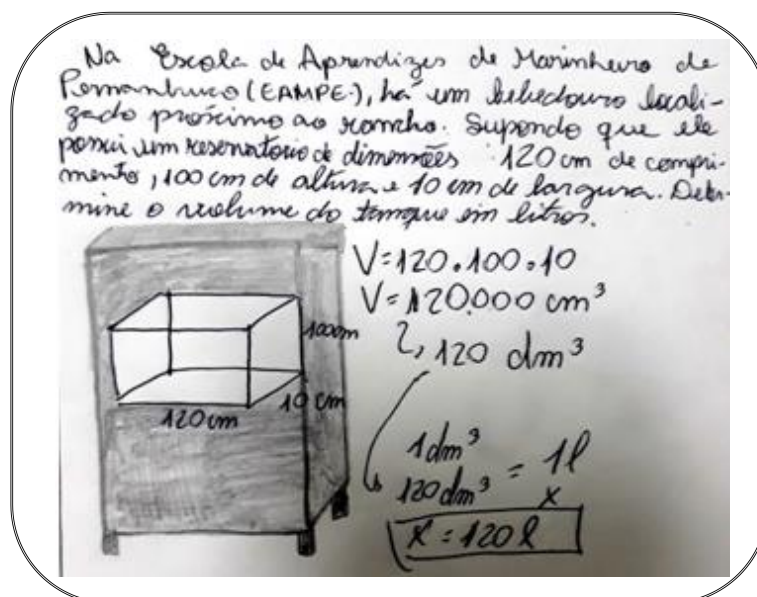 Na Escola de Aprendizes de Marinheiro de
Pernambuco (EAMPE), há um bebedouro locali-
zado próximo ao rancho. Supondo que ele
possui um reservatorio de dimensões 120 cm de compri-
mento, 100 cm de altura e 10 cm de largura. Deter-
mine o volume do tanque em litros.
V=120.100.10
V=120.000 cm³
120 dm³
100cm
10 cm
120cm
1dm³ = 1l
120dm³ x
x = 120 l